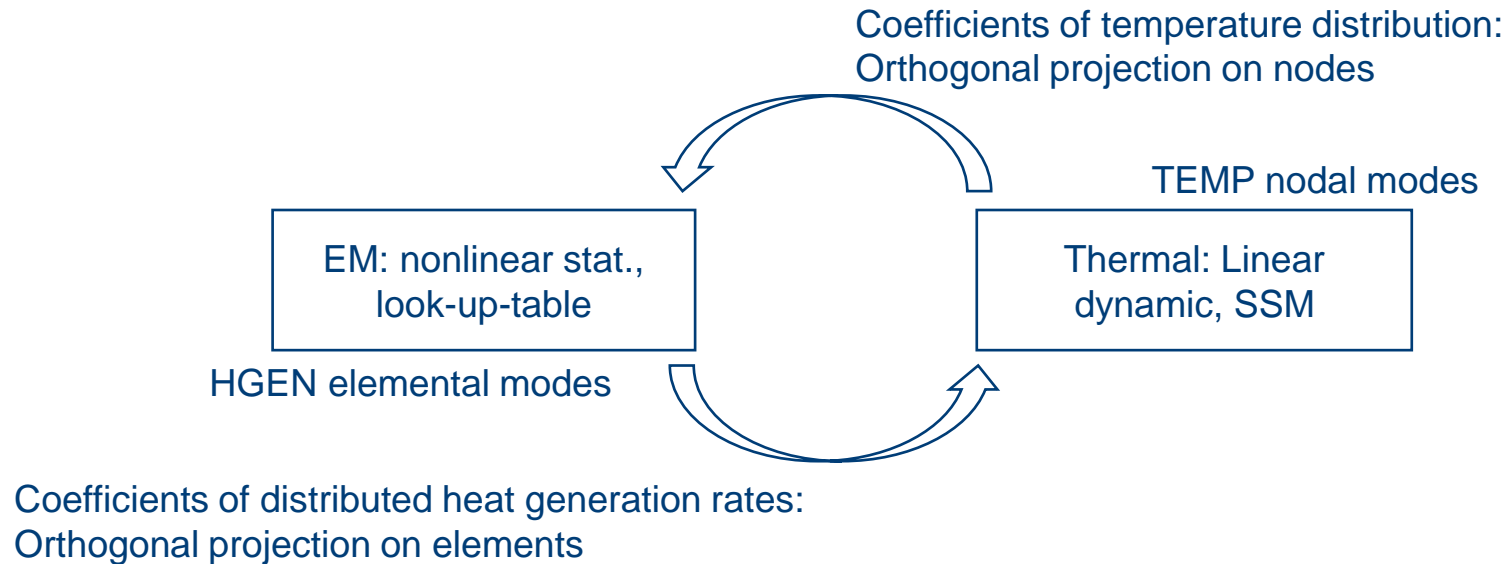 Coefficients of temperature distribution:
Orthogonal projection on nodes
TEMP nodal modes
EM: nonlinear stat.,
look-up-table
Thermal: Linear
dynamic, SSM
HGEN elemental modes
Coefficients of distributed heat generation rates:
Orthogonal projection on elements